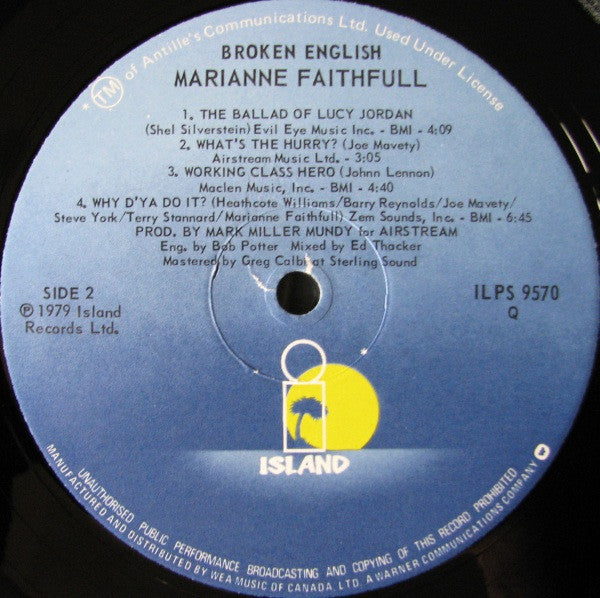 * TM of Antille's Communications Ltd. Used Under License
BROKEN ENGLISH
MARIANNE FAITHFULL
1. THE BALLAD OF LUCY JORDAN
(Shel Silverstein) Evil Eye Music Inc. - BMI - 4:09
2. WHAT'S THE HURRY? (Joe Mavety)
Airstream Music Ltd. - 3:05
3. WORKING CLASS HERO (Johnn Lennon)
Maclen Music, Inc. - BMI - 4:40
4. WHY D'YA DO IT? (Heathcote Williams/Barry Reynolds/Joe Mavety/
Steve York/Terry Stannard/Marianne Faithfull) Zem Sounds, Inc. - BMI - 6:45
PROD. BY MARK MILLER MUNDY for AIRSTREAM
Eng. by Bob Potter Mixed by Ed Thacker
Mastered by Greg Calbi at Sterling Sound
SIDE 2
℗ 1979 Island
Records Ltd.
ILPS 9570
Q
ISLAND
UNAUTHORISED PUBLIC PERFORMANCE BROADCASTING AND COPYING OF THIS RECORD PROHIBITED
MANUFACTURED AND DISTRIBUTED BY WEA MUSIC OF CANADA, LTD. A WARNER COMMUNICATIONS COMPANY